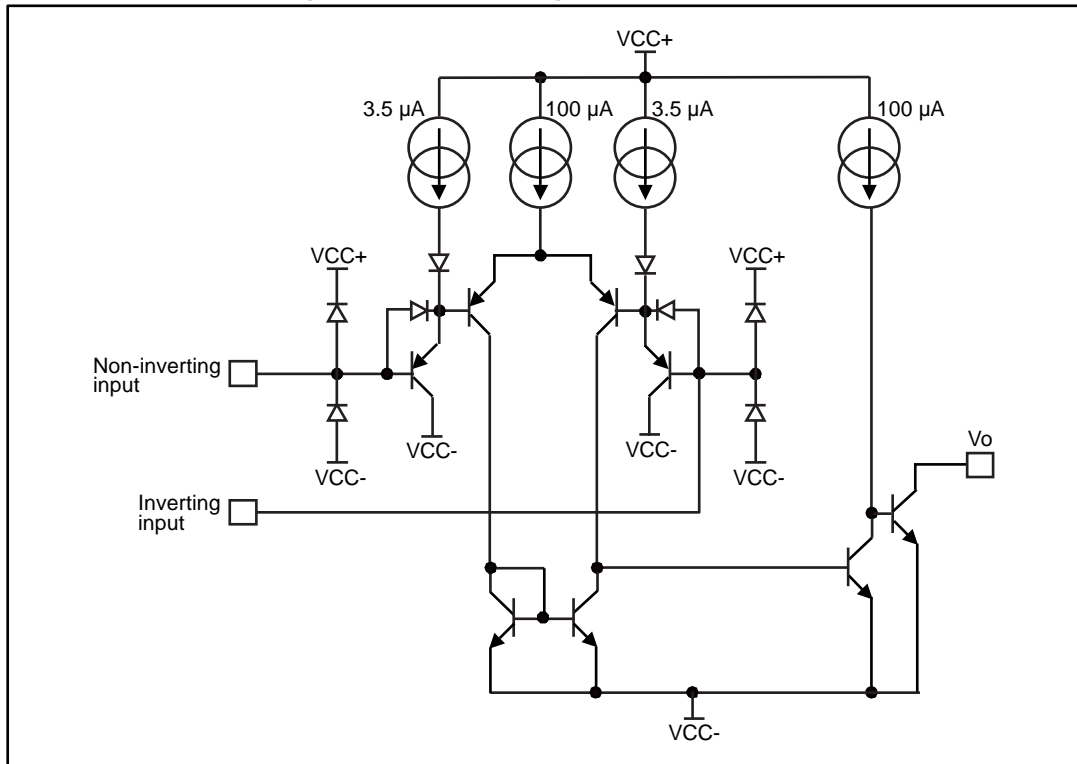 VCC+
3.5 µA
100 µA
3.5 µA
100 µA
VCC+
VCC+
Non-inverting
input
VCC-
VCC-
VCC-
VCC-
Vo
Inverting
input
VCC-